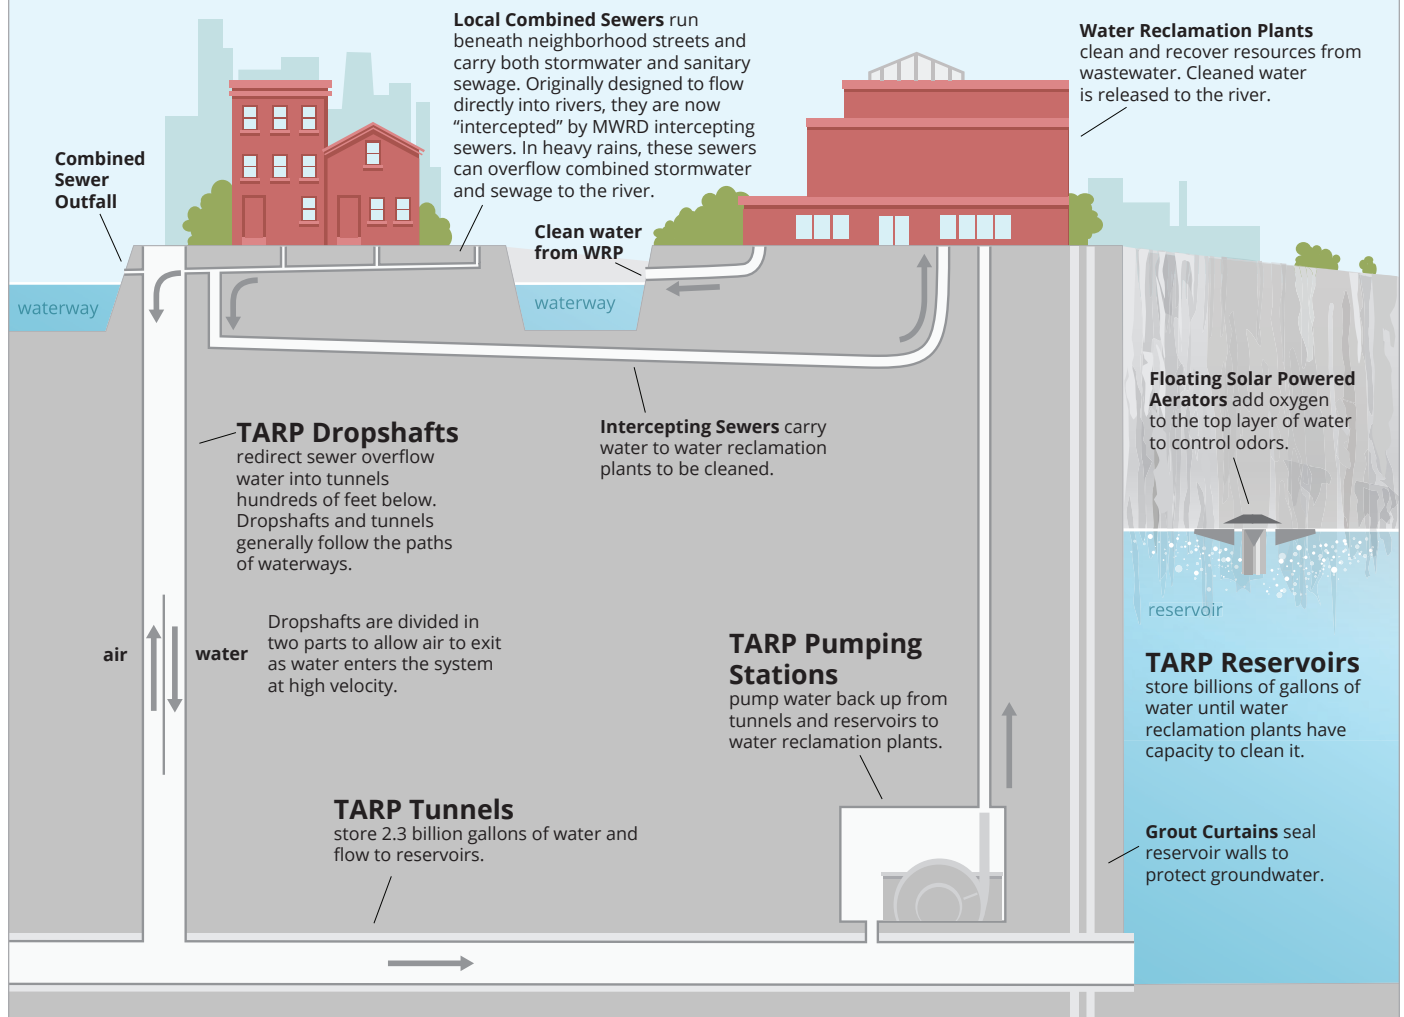 Local Combined Sewers run
beneath neighborhood streets and
carry both stormwater and sanitary
sewage. Originally designed to flow
directly into rivers, they are now
“intercepted” by MWRD intercepting
sewers. In heavy rains, these sewers
can overflow combined stormwater
and sewage to the river.
Water Reclamation Plants
clean and recover resources from
wastewater. Cleaned water
is released to the river.
Combined
Sewer
Outfall
Clean water
from WRP
waterway
waterway
Floating Solar Powered
Aerators add oxygen
to the top layer of water
to control odors.
TARP Dropshafts
redirect sewer overflow
water into tunnels
hundreds of feet below.
Dropshafts and tunnels
generally follow the paths
of waterways.
Intercepting Sewers carry
water to water reclamation
plants to be cleaned.
air
water
Dropshafts are divided in
two parts to allow air to exit
as water enters the system
at high velocity.
reservoir
TARP Pumping
Stations
pump water back up from
tunnels and reservoirs to
water reclamation plants.
TARP Reservoirs
store billions of gallons of
water until water
reclamation plants have
capacity to clean it.
TARP Tunnels
store 2.3 billion gallons of water and
flow to reservoirs.
Grout Curtains seal
reservoir walls to
protect groundwater.